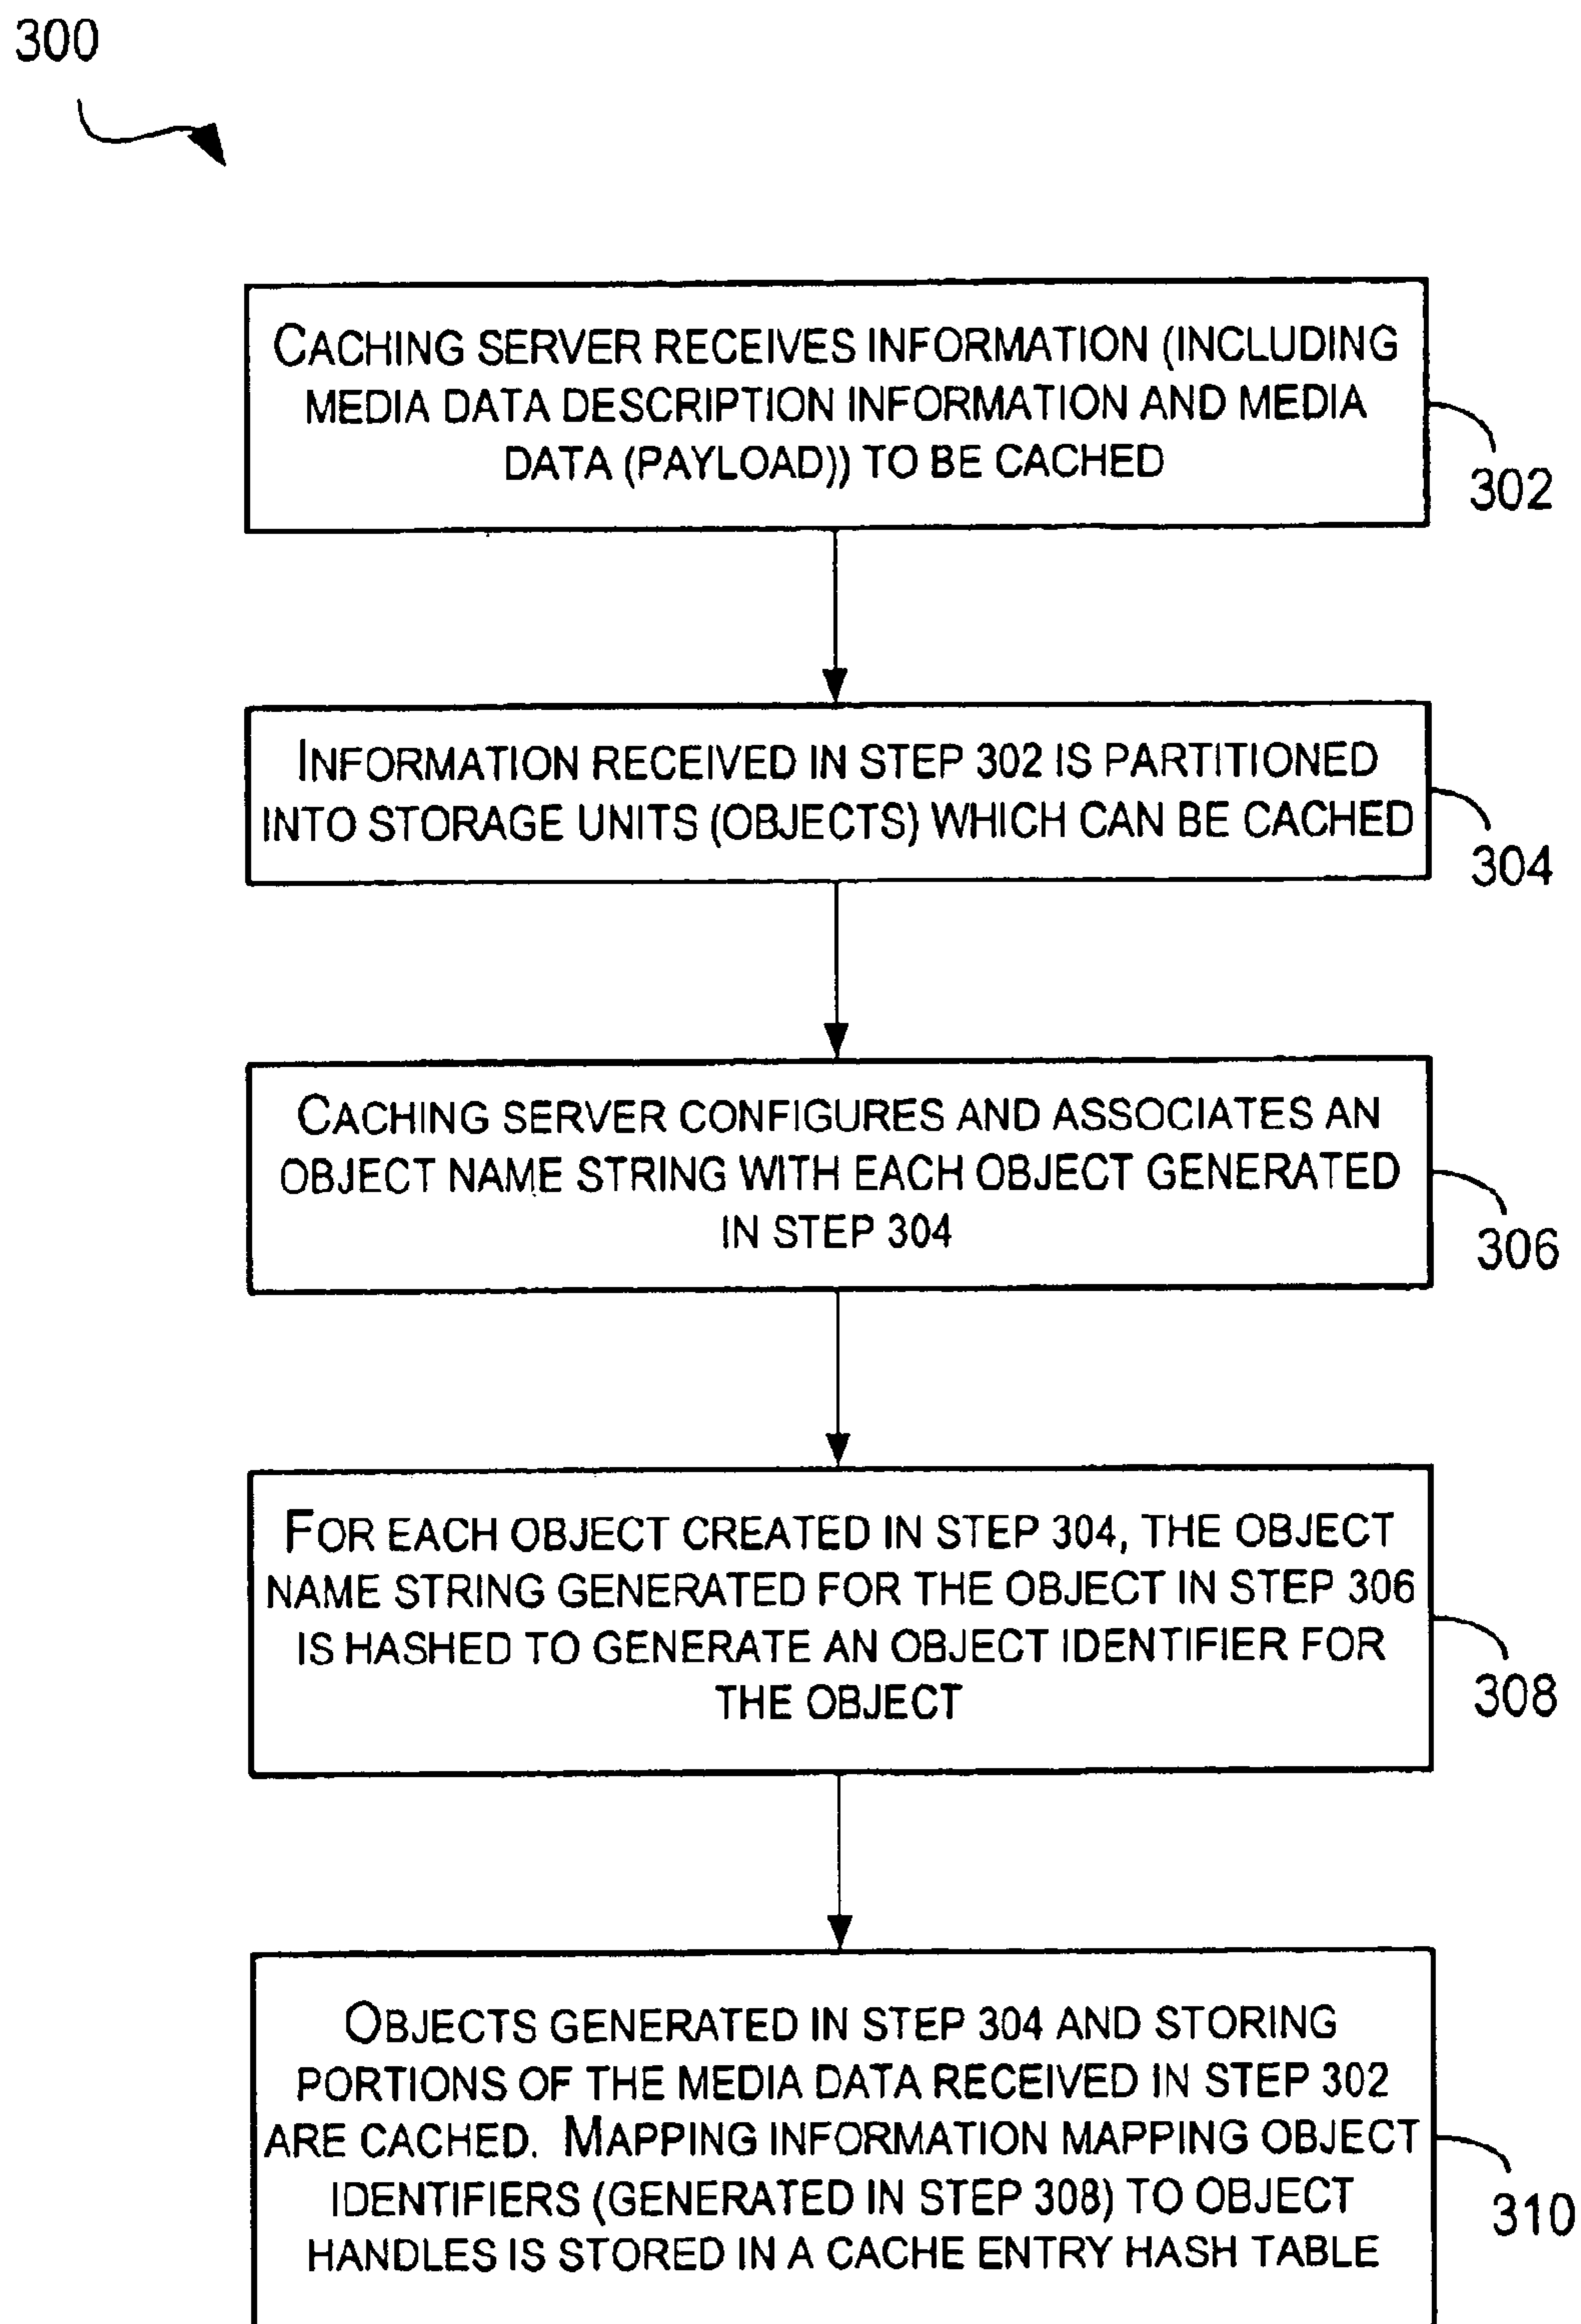 300
CACHING SERVER RECEIVES INFORMATION (INCLUDING
MEDIA DATA DESCRIPTION INFORMATION AND MEDIA
DATA (PAYLOAD)) TO BE CACHED
302
INFORMATION RECEIVED IN STEP 302 IS PARTITIONED
INTO STORAGE UNITS (OBJECTS) WHICH CAN BE CACHED
304
CACHING SERVER CONFIGURES AND ASSOCIATES AN
OBJECT NAME STRING WITH EACH OBJECT GENERATED
IN STEP 304
306
FOR EACH OBJECT CREATED IN STEP 304, THE OBJECT
NAME STRING GENERATED FOR THE OBJECT IN STEP 306
IS HASHED TO GENERATE AN OBJECT IDENTIFIER FOR
THE OBJECT
308
OBJECTS GENERATED IN STEP 304 AND STORING
PORTIONS OF THE MEDIA DATA RECEIVED IN STEP 302
ARE CACHED. MAPPING INFORMATION MAPPING OBJECT
IDENTIFIERS (GENERATED IN STEP 308) TO OBJECT
HANDLES IS STORED IN A CACHE ENTRY HASH TABLE
310